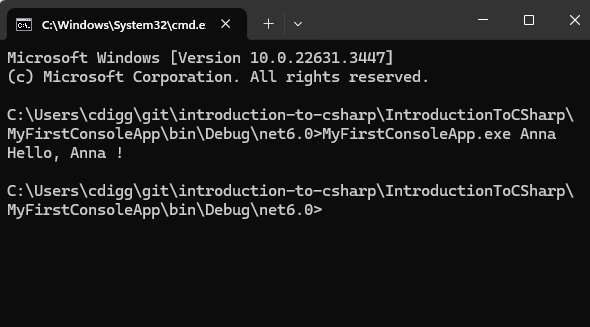 C:\Windows\System32\cmd.e
Microsoft Windows [Version 10.0.22631.3447]
(c) Microsoft Corporation. All rights reserved.
C:\Users\cdigg\git\introduction-to-csharp\IntroductionToCSharp\
MyFirstConsoleApp\bin\Debug\net6.0>MyFirstConsoleApp.exe Anna
Hello, Anna !
C:\Users\cdigg\git\introduction-to-csharp\IntroductionToCSharp\
MyFirstConsoleApp\bin\Debug\net6.0>